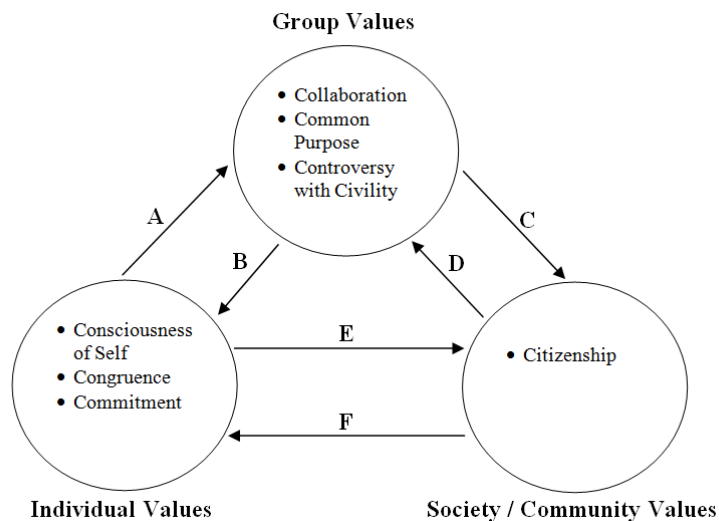 Group Values
• Collaboration
• Common
Purpose
• Controversy
with Civility
A
C
B
D
• Consciousness
of Self
• Congruence
• Commitment
E
• Citizenship
F
Individual Values
Society / Community Values